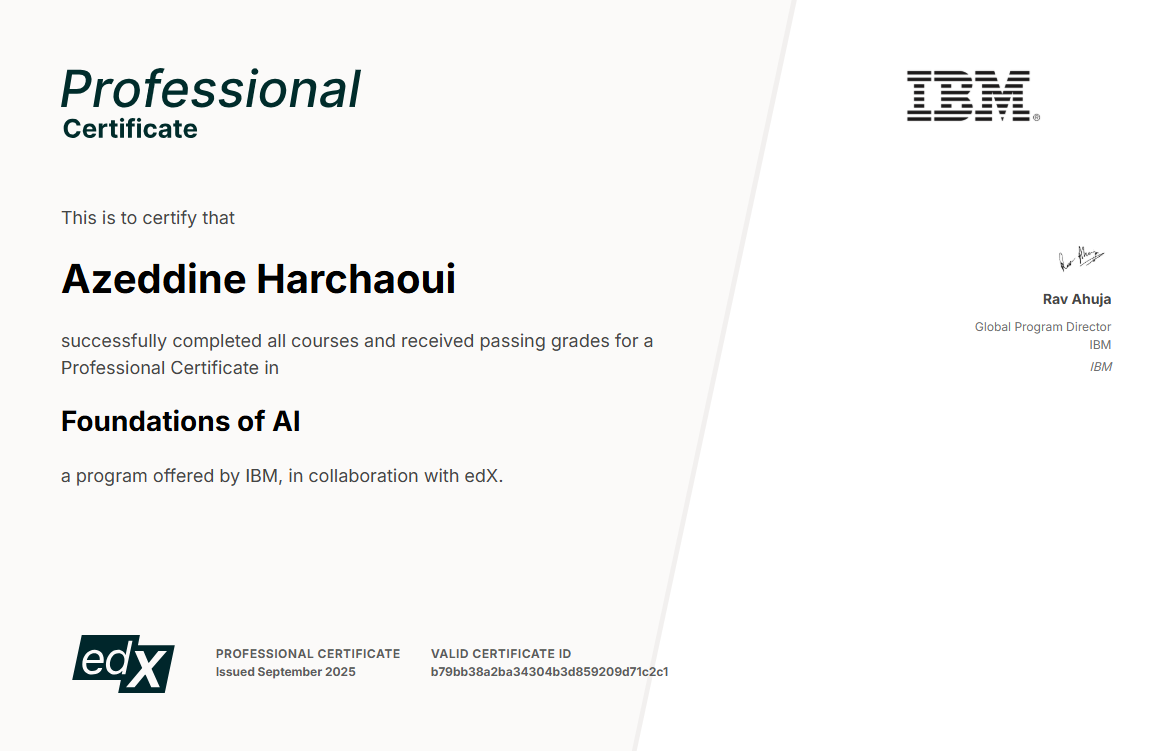 Professional
Certificate
IBM®
This is to certify that
Azeddine Harchaoui
successfully completed all courses and received passing grades for a
Professional Certificate in
Foundations of AI
a program offered by IBM, in collaboration with edX.
Rav Ahuja
Rav Ahuja
Global Program Director
IBM
IBM
edX
PROFESSIONAL CERTIFICATE
Issued September 2025
VALID CERTIFICATE ID
b79bb38a2ba34304b3d859209d71c2c1